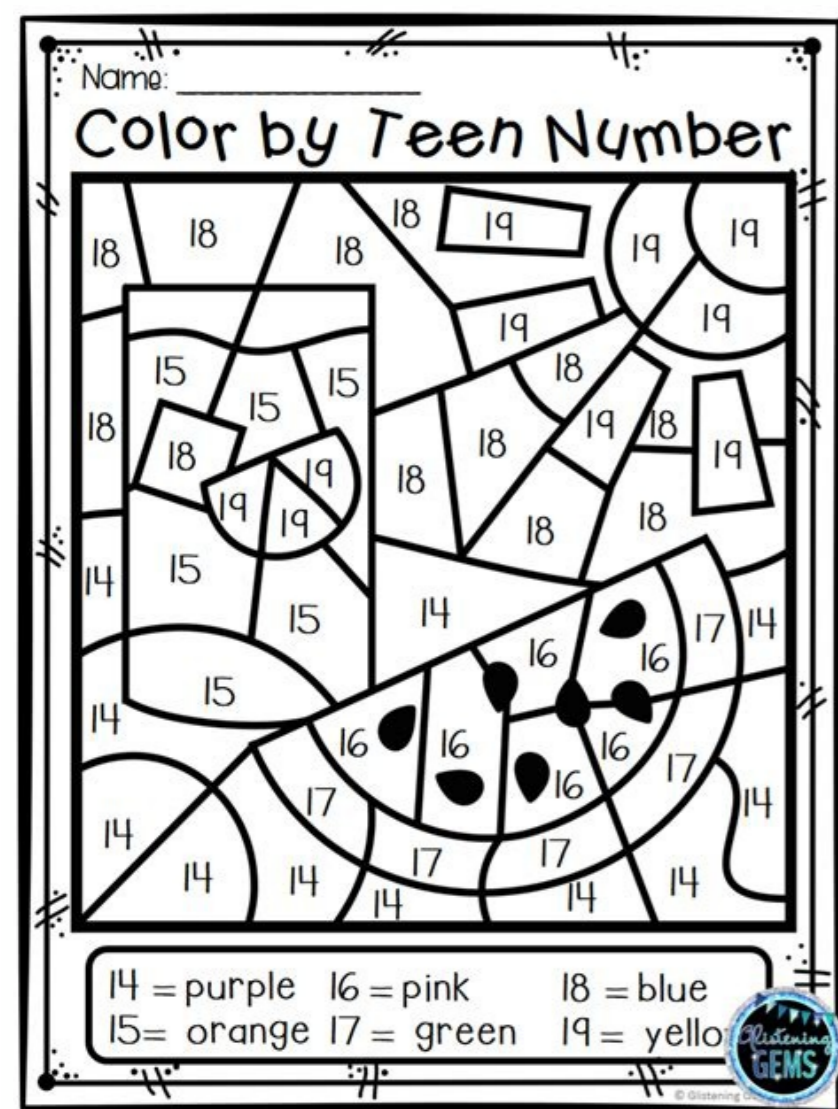 Name:
Color by Teen Number
18 18 18 18 19 19 19
19 19
15 15 15 18
18 18 19 18 19
18 18 19 19 19 18 18
14 15 15 14 16 16 17 14
14 15 16 16 16 17
14 17 16 14
14 14 17 17 14
14 14
14 = purple 16 = pink 18 = blue
15= orange 17 = green 19 =
Glistening
GEMS
© Glistening